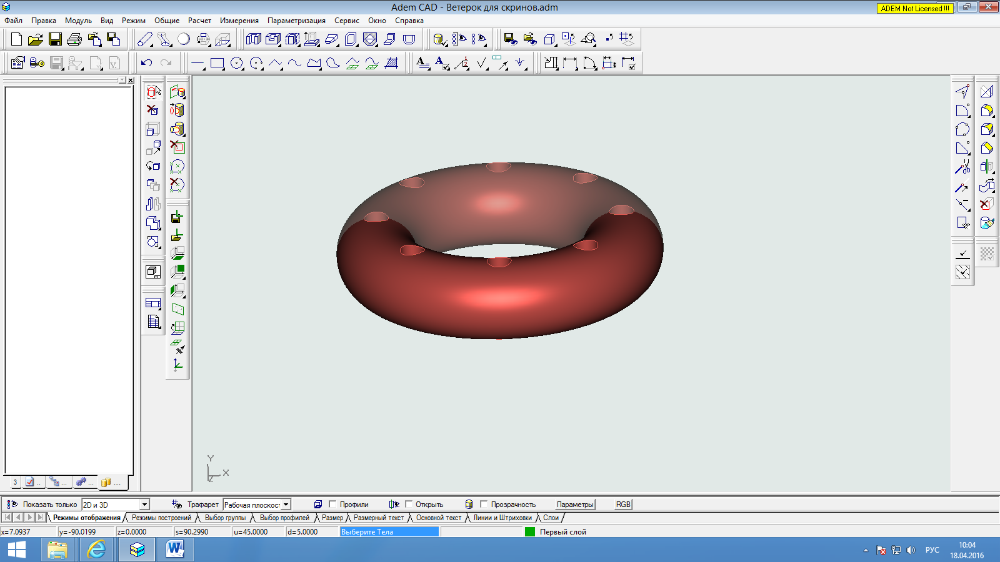 Adem CAD - Ветерок для скринов.adm
ADEM Not Licensed !!!
Файл Правка Модуль Вид Режим Общие Расчет Измерения Параметризация Сервис Окно Справка
Y
X
Z
3 .. ... ... ...
Показать только 2D и 3D Трафарет Рабочая плоскос Профили Открыть Прозрачность Параметры RGB
Режимы отображения Режимы построений Выбор группы Выбор профилей Размер Размерный текст Основной текст Линии и Штриховки Слои
x=7.0937 y=-90.0199 z=0.0000 s=90.2990 u=45.0000 d=5.0000 Выберите Тела Первый слой
РУС
10:04
18.04.2016